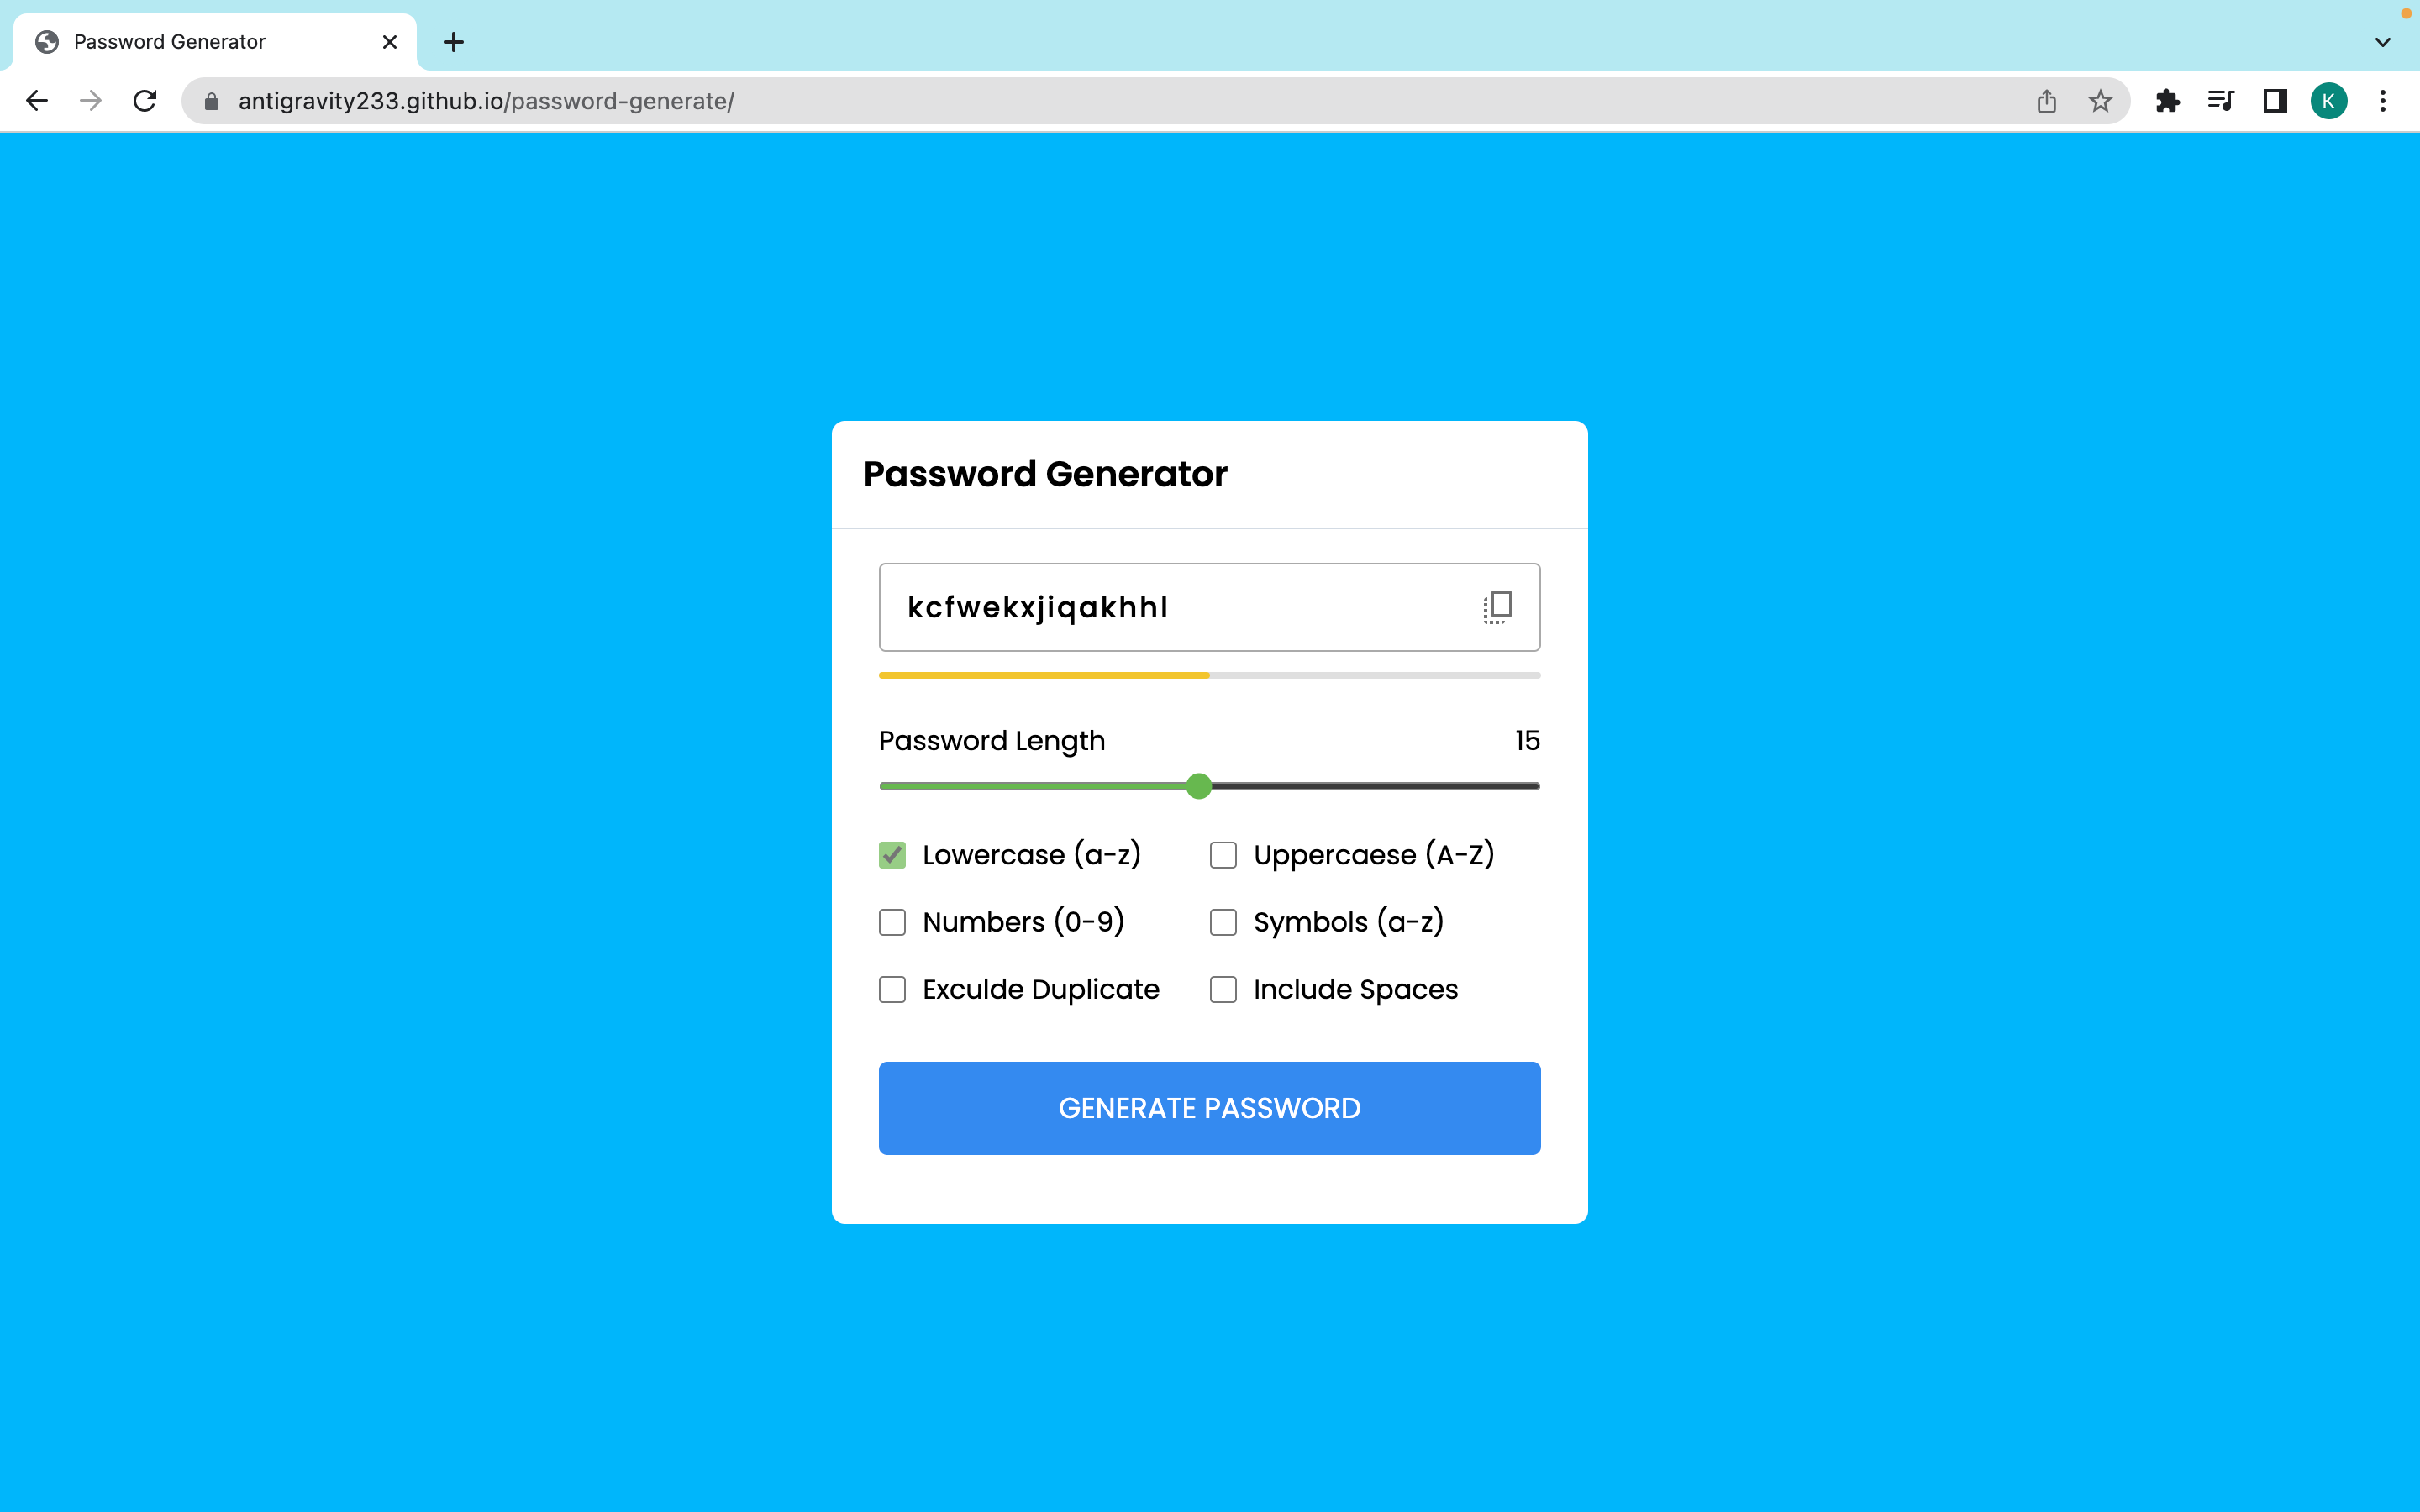 Password Generator
antigravity233.github.io/password-generate/
K
Password Generator
kcfwekxjiqakhhl
Password Length 15
Lowercase (a-z) Uppercaese (A-Z)
Numbers (0-9) Symbols (a-z)
Exculde Duplicate Include Spaces
GENERATE PASSWORD